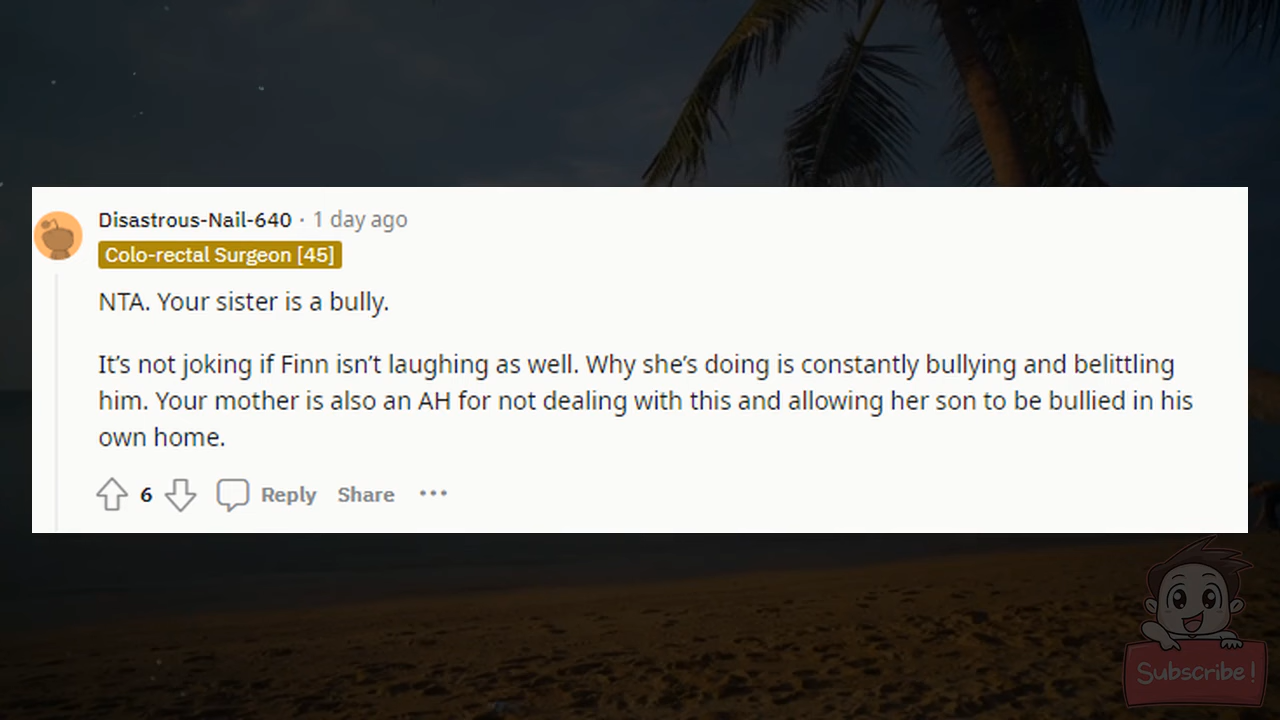 Disastrous-Nail-640 · 1 day ago
Colo-rectal Surgeon [45]
NTA. Your sister is a bully.
It’s not joking if Finn isn’t laughing as well. Why she’s doing is constantly bullying and belittling
him. Your mother is also an AH for not dealing with this and allowing her son to be bullied in his
own home.
6 Reply Share ···
Subscribe!